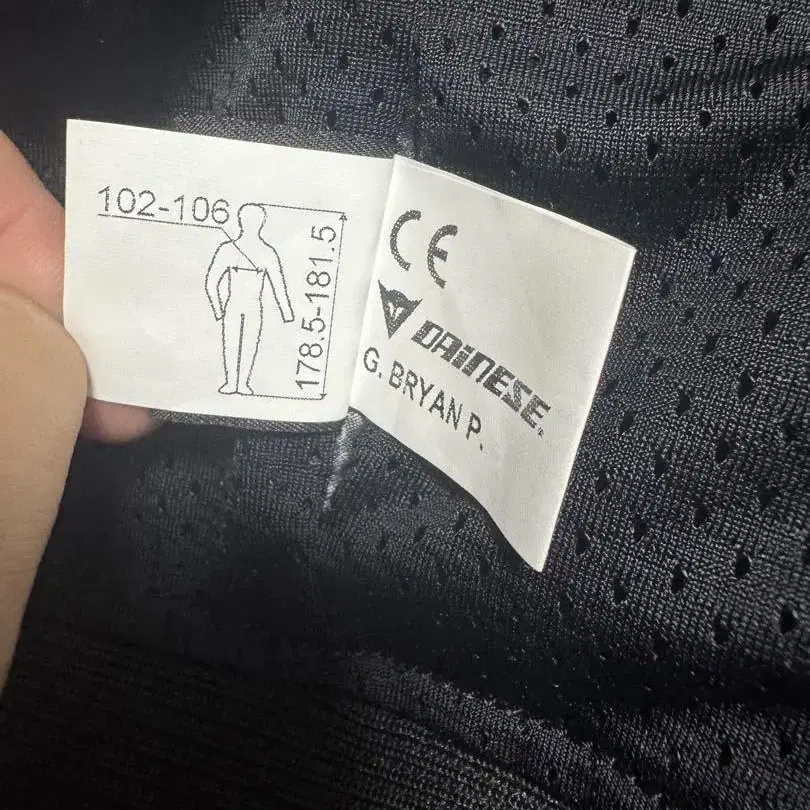 102-106
178.5-181.5
CE
DAINESE.
G. BRYAN P.